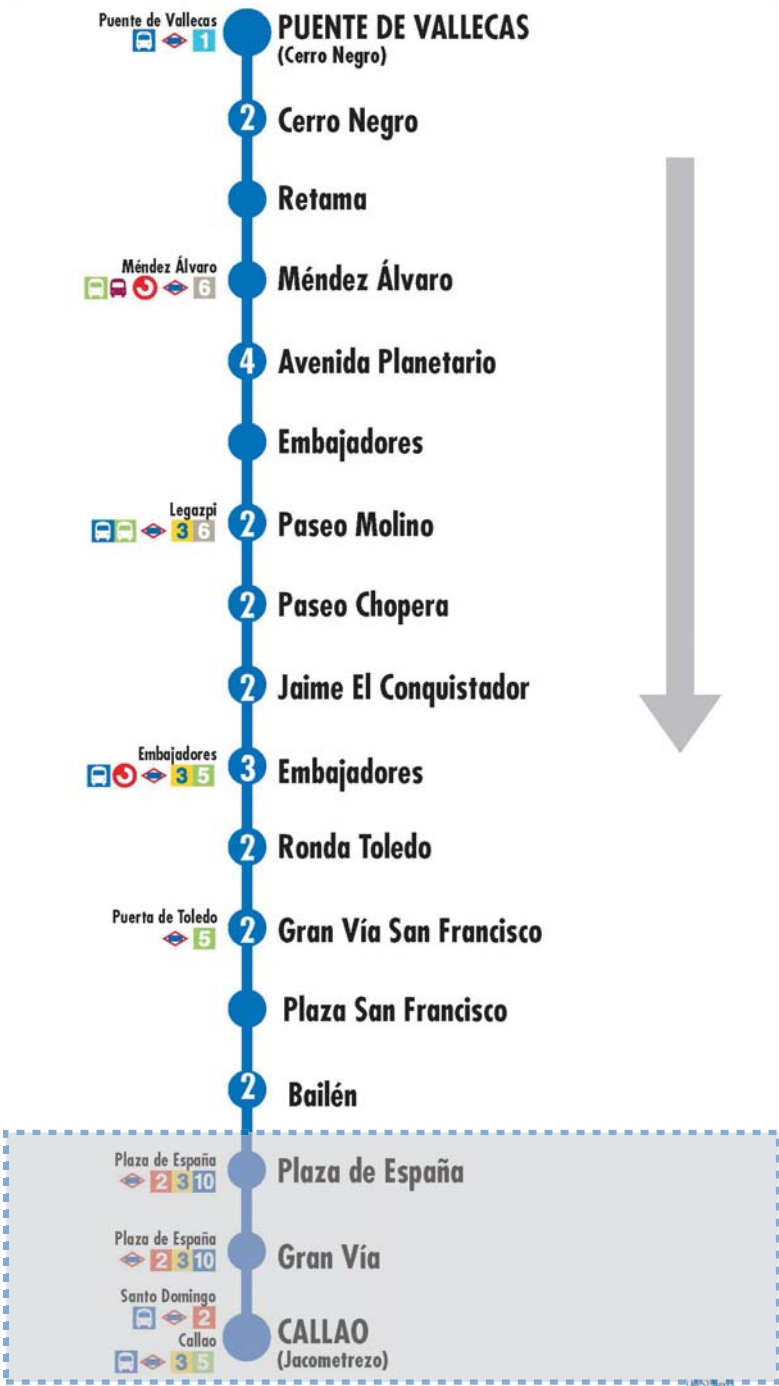 Puente de Vallecas
1
PUENTE DE VALLECAS
(Cerro Negro)
2 Cerro Negro
Retama
Méndez Álvaro
6
Méndez Álvaro
4 Avenida Planetario
Embajadores
Legazpi
3 6
2 Paseo Molino
2 Paseo Chopera
2 Jaime El Conquistador
Embajadores
3 5
3 Embajadores
2 Ronda Toledo
Puerta de Toledo
5
2 Gran Vía San Francisco
Plaza San Francisco
2 Bailén
Plaza de España
2 3 10
Plaza de España
Plaza de España
2 3 10
Gran Vía
Santo Domingo
2
Callao
3 5
CALLAO
(Jacometrezo)